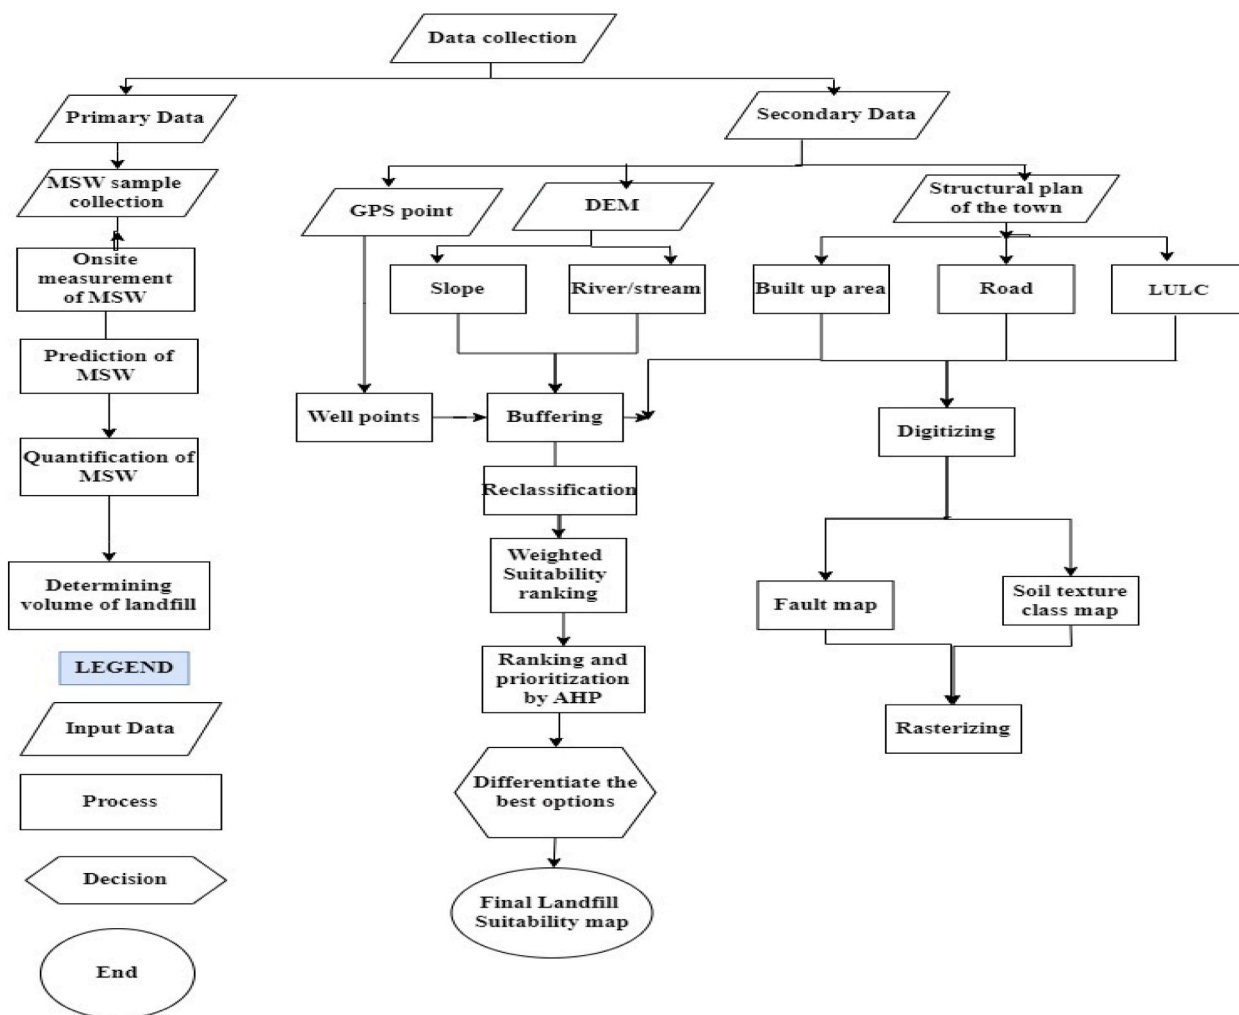 Data collection
Primary Data
Secondary Data
MSW sample
collection
GPS point
DEM
Structural plan
of the town
Onsite
measurement
of MSW
Slope
River/stream
Built up area
Road
LULC
Prediction of
MSW
Well points
Buffering
Digitizing
Quantification of
MSW
Reclassification
Weighted
Suitability
ranking
Determining
volume of landfill
Fault map
Soil texture
class map
LEGEND
Ranking and
prioritization
by AHP
Input Data
Rasterizing
Process
Differentiate the
best options
Decision
Final Landfill
Suitability map
End